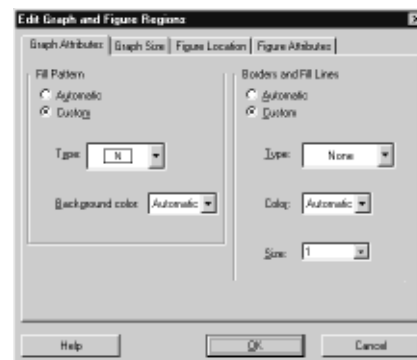 Edit Graph and Figure Regions
Graph Attributes Graph Size Figure Location Figure Attributes
Fill Pattern
Automatic
Custom
Type: N
Background color: Automatic
Borders and Fill Lines
Automatic
Custom
Type: None
Color: Automatic
Size: 1
Help OK Cancel